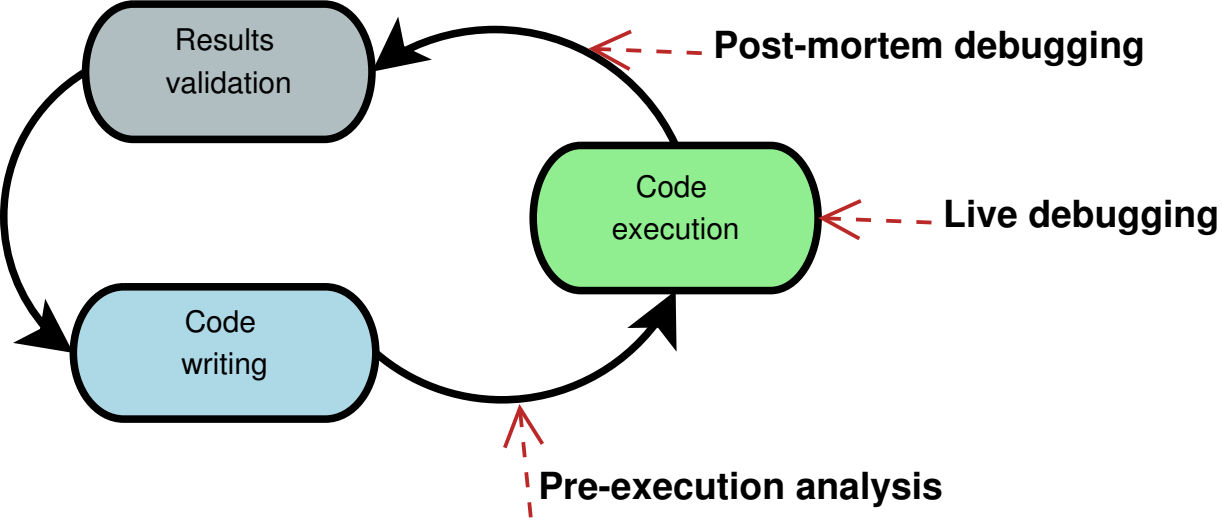 Results
validation
Post-mortem debugging
Code
execution
Live debugging
Code
writing
Pre-execution analysis